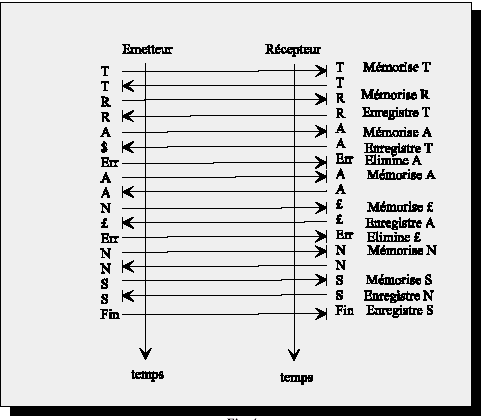 Emetteur Récepteur
T T Mémorise T
T T
R R Mémorise R
R R Enregistre T
A A Mémorise A
$ A Enregistre T
Err Err Elimine A
A A Mémorise A
A A
N £ Mémorise £
£ £ Enregistre A
Err Err Elimine £
N N Mémorise N
N N
S S Mémorise S
S S Enregistre N
Fin Fin Enregistre S
temps temps